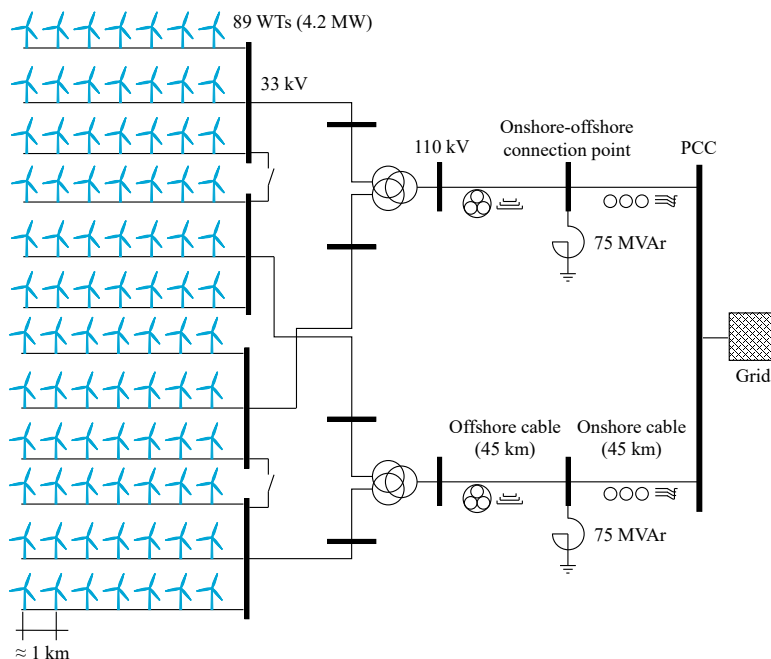 89 WTs (4.2 MW)
33 kV
110 kV
Onshore-offshore
connection point
PCC
75 MVAr
Grid
Offshore cable
(45 km)
Onshore cable
(45 km)
75 MVAr
≈ 1 km